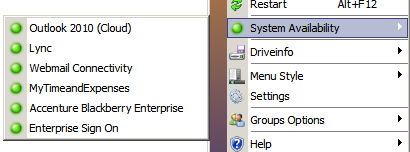 Restart Alt+F12
System Availability
Outlook 2010 (Cloud)
Lync
Webmail Connectivity
MyTimeandExpenses
Accenture Blackberry Enterprise
Enterprise Sign On
Driveinfo
Menu Style
Settings
Groups Options
Help